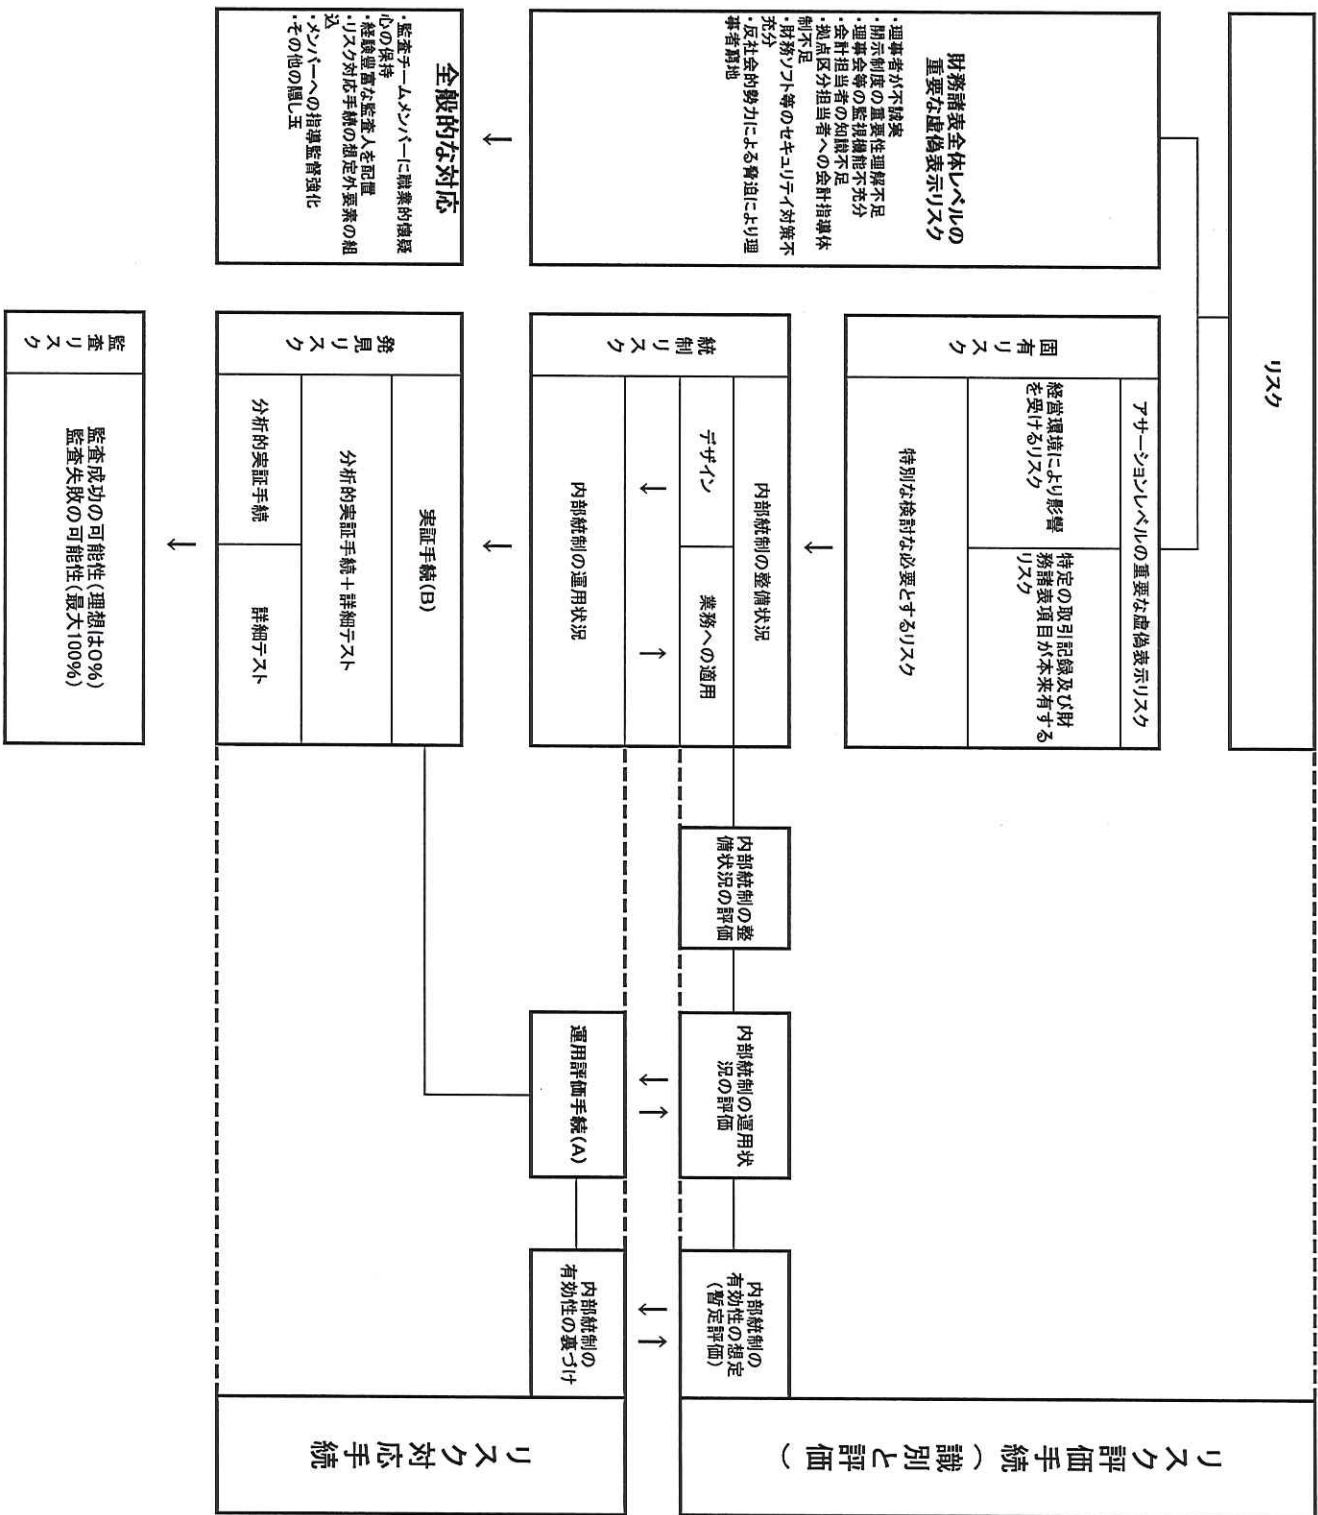 リスク
財務諸表全体レベルの
重要な虚偽表示リスク
・理事者が不誠実
・開示制度の重要性理解不足
・理事会等の監視機能不充分
・会計担当者の知識不足
・拠点区分担当者への会計指導体
制不足
・財務ソフト等のセキュリティ対策不
充分
・反社会的勢力による脅迫により理
事者窮地
↓
全般的な対応
・監査チームメンバーに職業的懐疑
心の保持
・経験豊富な監査人を配置
・リスク対応手続の想定外要素の組
込
・メンバーへの指導監督強化
・その他の隠し玉
固有リスク
アサーションレベルの重要な虚偽表示リスク
経営環境により影響
を受けるリスク
特定の取引記録及び財
務諸表項目が本来有する
リスク
特別な検討な必要とするリスク
↓
統制リスク
内部統制の整備状況
デザイン
業務への適用
↓
↑
内部統制の運用状況
↓
発見リスク
実証手続(B)
分析的実証手続+詳細テスト
分析的実証手続
詳細テスト
↓
監査リスク
監査成功の可能性(理想は0%)
監査失敗の可能性(最大100%)
内部統制の整
備状況の評価
内部統制の運用状
況の評価
↓ ↑
運用評価手続(A)
内部統制の
有効性の想定
(暫定評価)
↓ ↑
内部統制の
有効性の裏づけ
リスク評価手続(識別と評価)
リスク対応手続